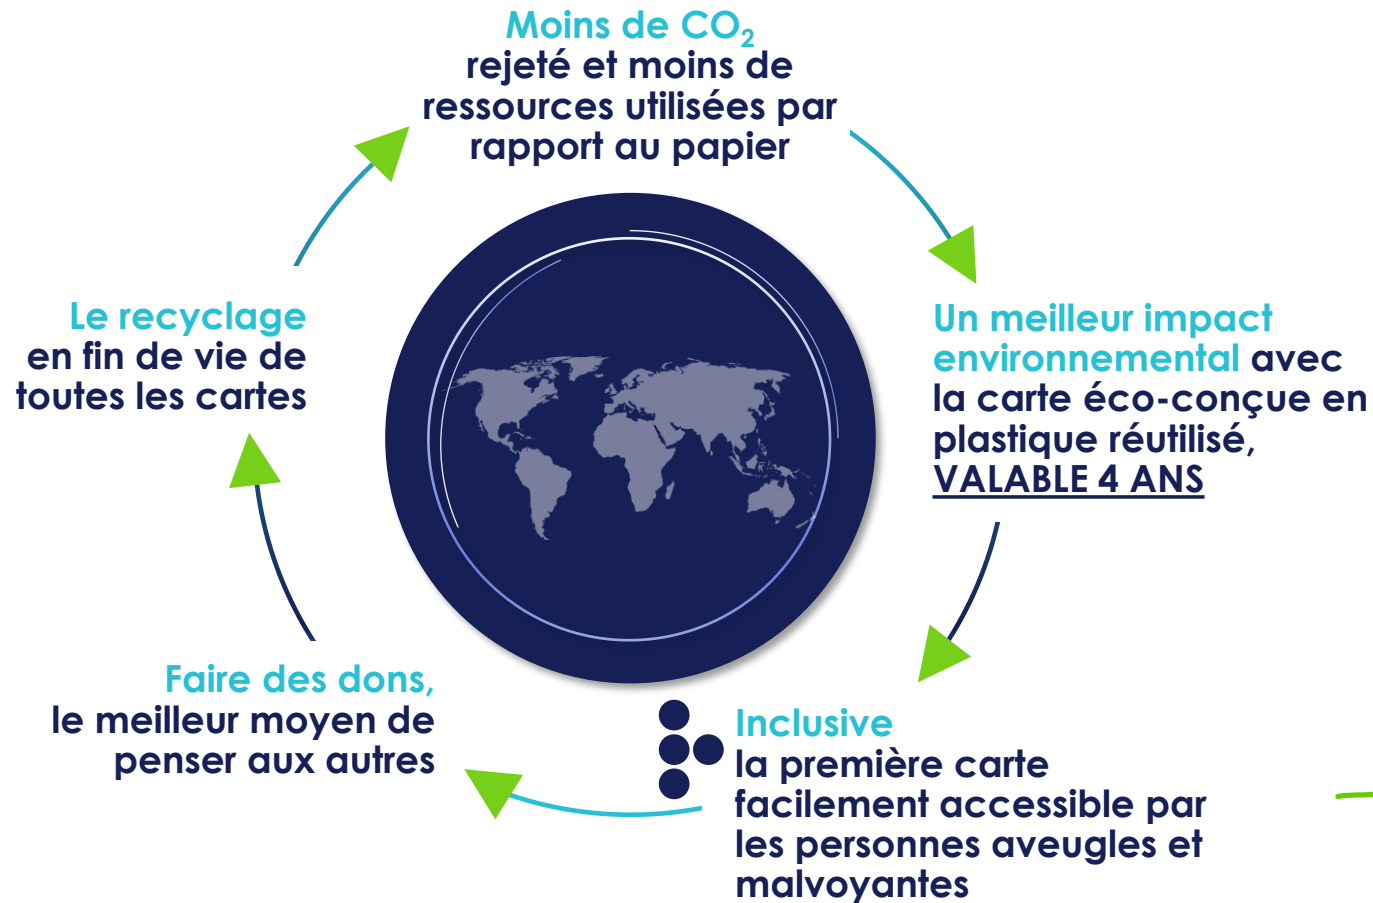 Moins de CO₂
rejeté et moins de
ressources utilisées par
rapport au papier
Un meilleur impact
environnemental avec
la carte éco-conçue en
plastique réutilisé,
VALABLE 4 ANS
Inclusive
la première carte
facilement accessible par
les personnes aveugles et
malvoyantes
Faire des dons,
le meilleur moyen de
penser aux autres
Le recyclage
en fin de vie de
toutes les cartes